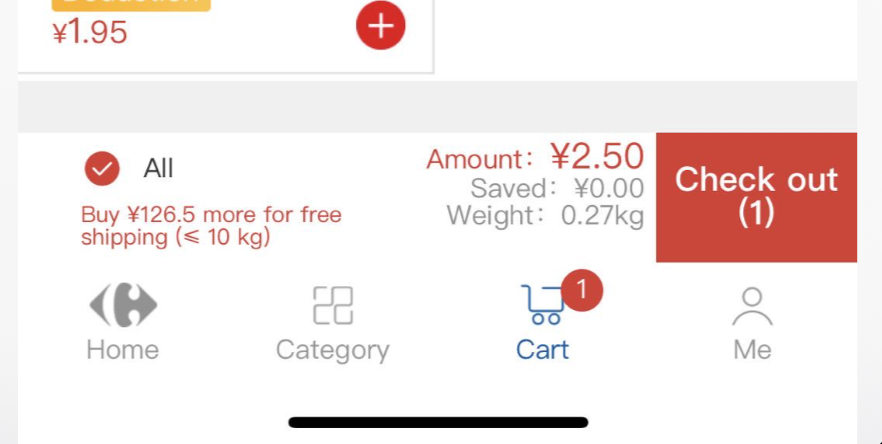 ¥1.95
All
Amount: ¥2.50
Saved: ¥0.00
Weight: 0.27kg
Buy ¥126.5 more for free
shipping (≤ 10 kg)
Check out
(1)
1
Home
Category
Cart
Me